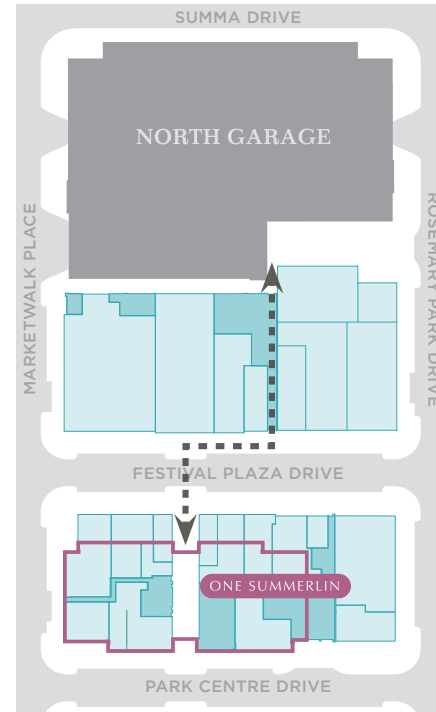 SUMMA DRIVE
NORTH GARAGE
MARKETWALK PLACE
ROSEMARY PARK DRIVE
FESTIVAL PLAZA DRIVE
ONE SUMMERLIN
PARK CENTRE DRIVE